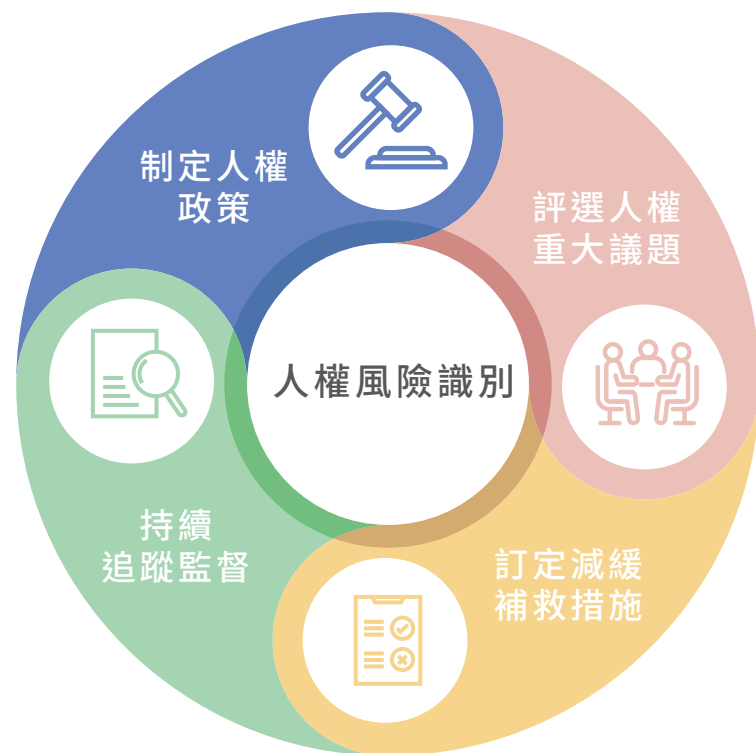 制定人權
政策
評選人權
重大議題
人權風險識別
持續
追蹤監督
訂定減緩
補救措施